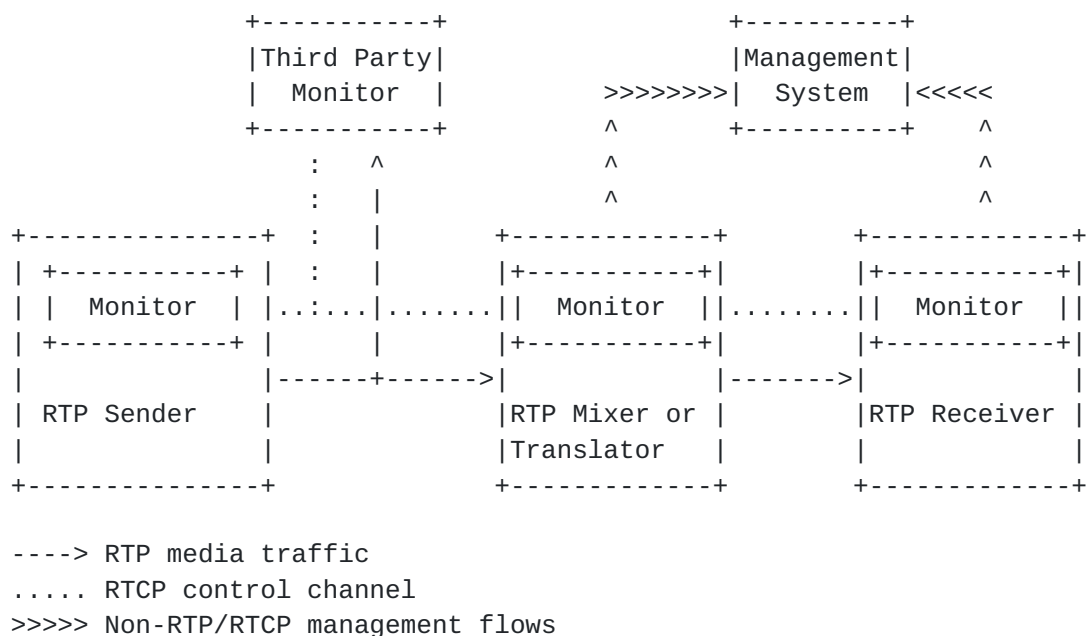 Third Party
Monitor
Management
System
Monitor
Monitor
Monitor
RTP Sender
RTP Mixer or
Translator
RTP Receiver
----> RTP media traffic
..... RTCP control channel
>>>>> Non-RTP/RTCP management flows